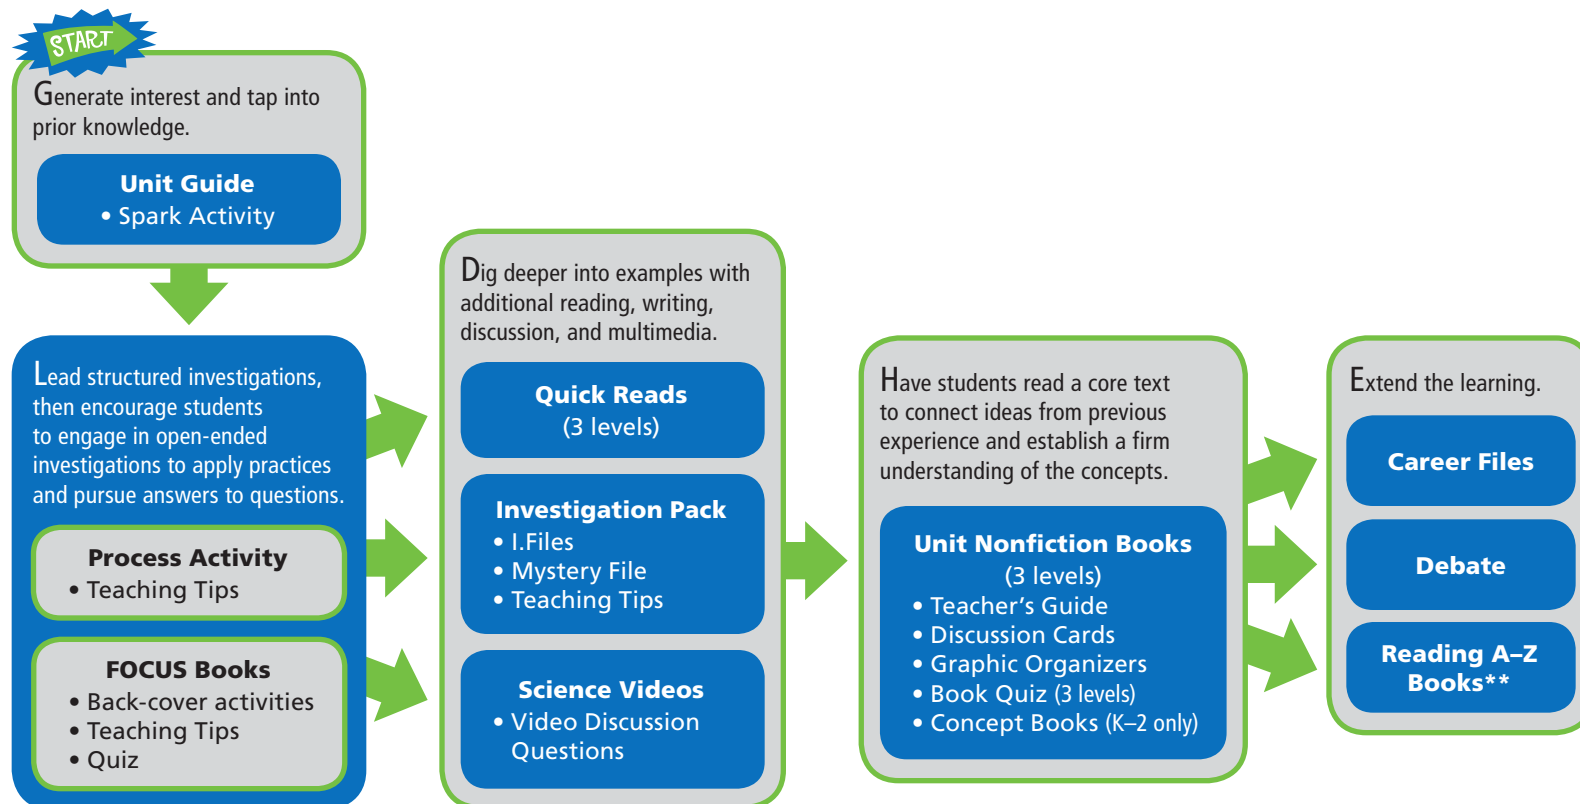 START
Generate interest and tap into
prior knowledge.
Unit Guide
• Spark Activity
Lead structured investigations,
then encourage students
to engage in open-ended
investigations to apply practices
and pursue answers to questions.
Process Activity
• Teaching Tips
FOCUS Books
• Back-cover activities
• Teaching Tips
• Quiz
Dig deeper into examples with
additional reading, writing,
discussion, and multimedia.
Quick Reads
(3 levels)
Investigation Pack
• I.Files
• Mystery File
• Teaching Tips
Science Videos
• Video Discussion
Questions
Have students read a core text
to connect ideas from previous
experience and establish a firm
understanding of the concepts.
Unit Nonfiction Books
(3 levels)
• Teacher’s Guide
• Discussion Cards
• Graphic Organizers
• Book Quiz (3 levels)
• Concept Books (K–2 only)
Extend the learning.
Career Files
Debate
Reading A–Z
Books**